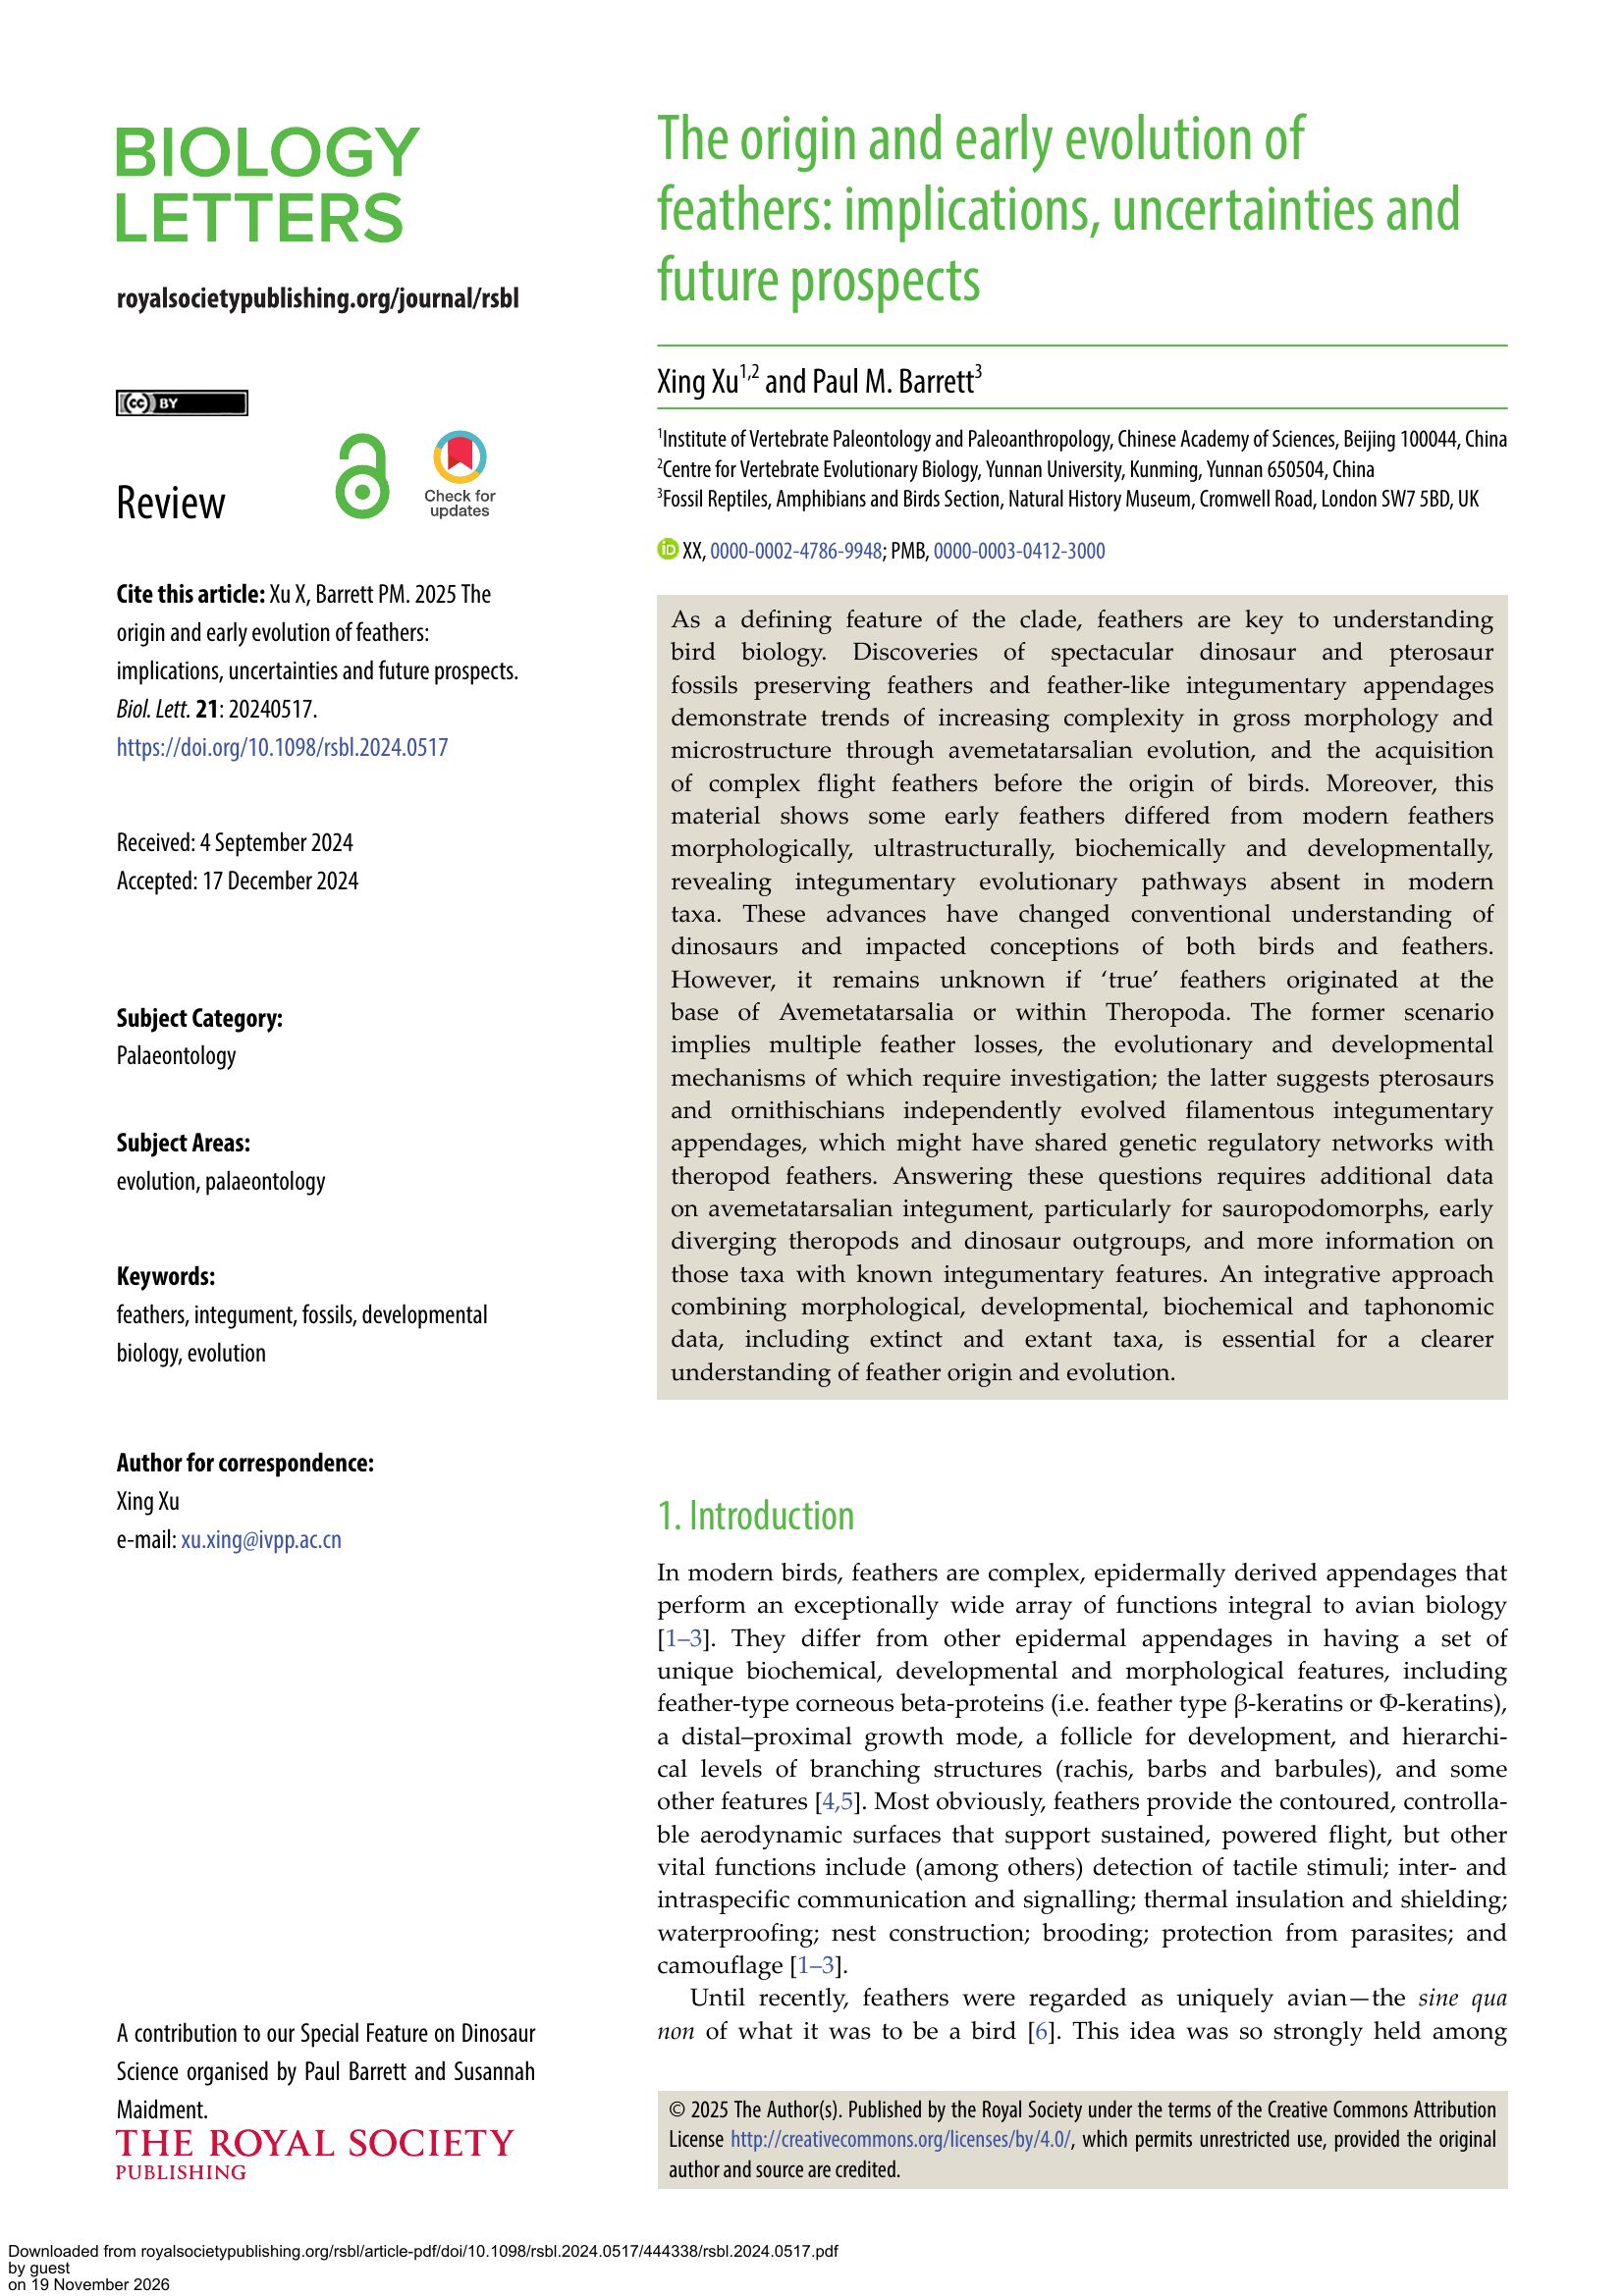 BIOLOGY
LETTERS
royalsocietypublishing.org/journal/rsbl
cc BY
Review
Check for
updates
Cite this article: Xu X, Barrett PM. 2025 The
origin and early evolution of feathers:
implications, uncertainties and future prospects.
Biol. Lett. 21: 20240517.
https://doi.org/10.1098/rsbl.2024.0517
Received: 4 September 2024
Accepted: 17 December 2024
Subject Category:
Palaeontology
Subject Areas:
evolution, palaeontology
Keywords:
feathers, integument, fossils, developmental
biology, evolution
Author for correspondence:
Xing Xu
e-mail: xu.xing@ivpp.ac.cn
A contribution to our Special Feature on Dinosaur
Science organised by Paul Barrett and Susannah
Maidment.
THE ROYAL SOCIETY
PUBLISHING
The origin and early evolution of
feathers: implications, uncertainties and
future prospects
Xing Xu1,2 and Paul M. Barrett3
1Institute of Vertebrate Paleontology and Paleoanthropology, Chinese Academy of Sciences, Beijing 100044, China
2Centre for Vertebrate Evolutionary Biology, Yunnan University, Kunming, Yunnan 650504, China
3Fossil Reptiles, Amphibians and Birds Section, Natural History Museum, Cromwell Road, London SW7 5BD, UK
iD XX, 0000-0002-4786-9948; PMB, 0000-0003-0412-3000
As a defining feature of the clade, feathers are key to understanding
bird biology. Discoveries of spectacular dinosaur and pterosaur
fossils preserving feathers and feather-like integumentary appendages
demonstrate trends of increasing complexity in gross morphology and
microstructure through avemetatarsalian evolution, and the acquisition
of complex flight feathers before the origin of birds. Moreover, this
material shows some early feathers differed from modern feathers
morphologically, ultrastructurally, biochemically and developmentally,
revealing integumentary evolutionary pathways absent in modern
taxa. These advances have changed conventional understanding of
dinosaurs and impacted conceptions of both birds and feathers.
However, it remains unknown if ‘true’ feathers originated at the
base of Avemetatarsalia or within Theropoda. The former scenario
implies multiple feather losses, the evolutionary and developmental
mechanisms of which require investigation; the latter suggests pterosaurs
and ornithischians independently evolved filamentous integumentary
appendages, which might have shared genetic regulatory networks with
theropod feathers. Answering these questions requires additional data
on avemetatarsalian integument, particularly for sauropodomorphs, early
diverging theropods and dinosaur outgroups, and more information on
those taxa with known integumentary features. An integrative approach
combining morphological, developmental, biochemical and taphonomic
data, including extinct and extant taxa, is essential for a clearer
understanding of feather origin and evolution.
1. Introduction
In modern birds, feathers are complex, epidermally derived appendages that
perform an exceptionally wide array of functions integral to avian biology
[1–3]. They differ from other epidermal appendages in having a set of
unique biochemical, developmental and morphological features, including
feather-type corneous beta-proteins (i.e. feather type β-keratins or Φ-keratins),
a distal–proximal growth mode, a follicle for development, and hierarchi-
cal levels of branching structures (rachis, barbs and barbules), and some
other features [4,5]. Most obviously, feathers provide the contoured, controlla-
ble aerodynamic surfaces that support sustained, powered flight, but other
vital functions include (among others) detection of tactile stimuli; inter- and
intraspecific communication and signalling; thermal insulation and shielding;
waterproofing; nest construction; brooding; protection from parasites; and
camouflage [1–3].
Until recently, feathers were regarded as uniquely avian—the sine qua
non of what it was to be a bird [6]. This idea was so strongly held among
© 2025 The Author(s). Published by the Royal Society under the terms of the Creative Commons Attribution
License http://creativecommons.org/licenses/by/4.0/, which permits unrestricted use, provided the original
author and source are credited.
Downloaded from royalsocietypublishing.org/rsbl/article-pdf/doi/10.1098/rsbl.2024.0517/444338/rsbl.2024.0517.pdf
by guest
on 19 November 2026